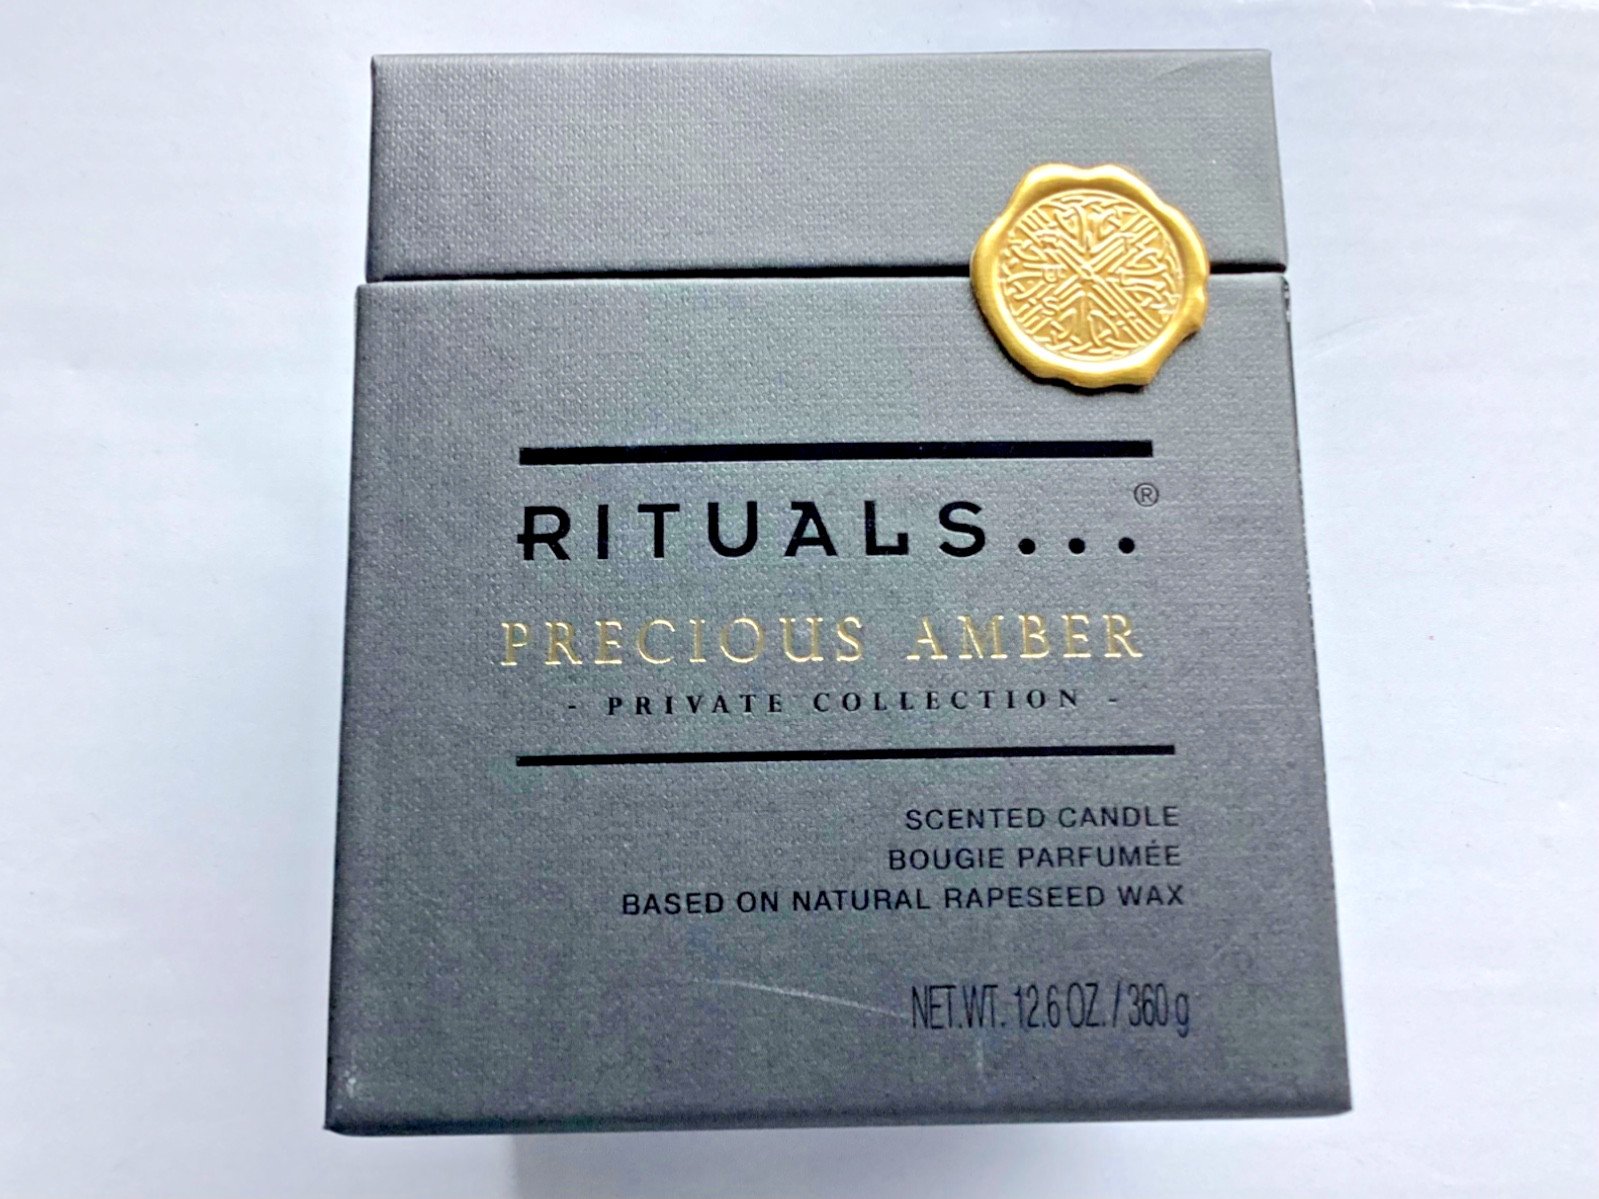 RITUALS...®
PRECIOUS AMBER
- PRIVATE COLLECTION -
SCENTED CANDLE
BOUGIE PARFUMÉE
BASED ON NATURAL RAPESEED WAX
NET.WT. 12.6 OZ. / 360 g